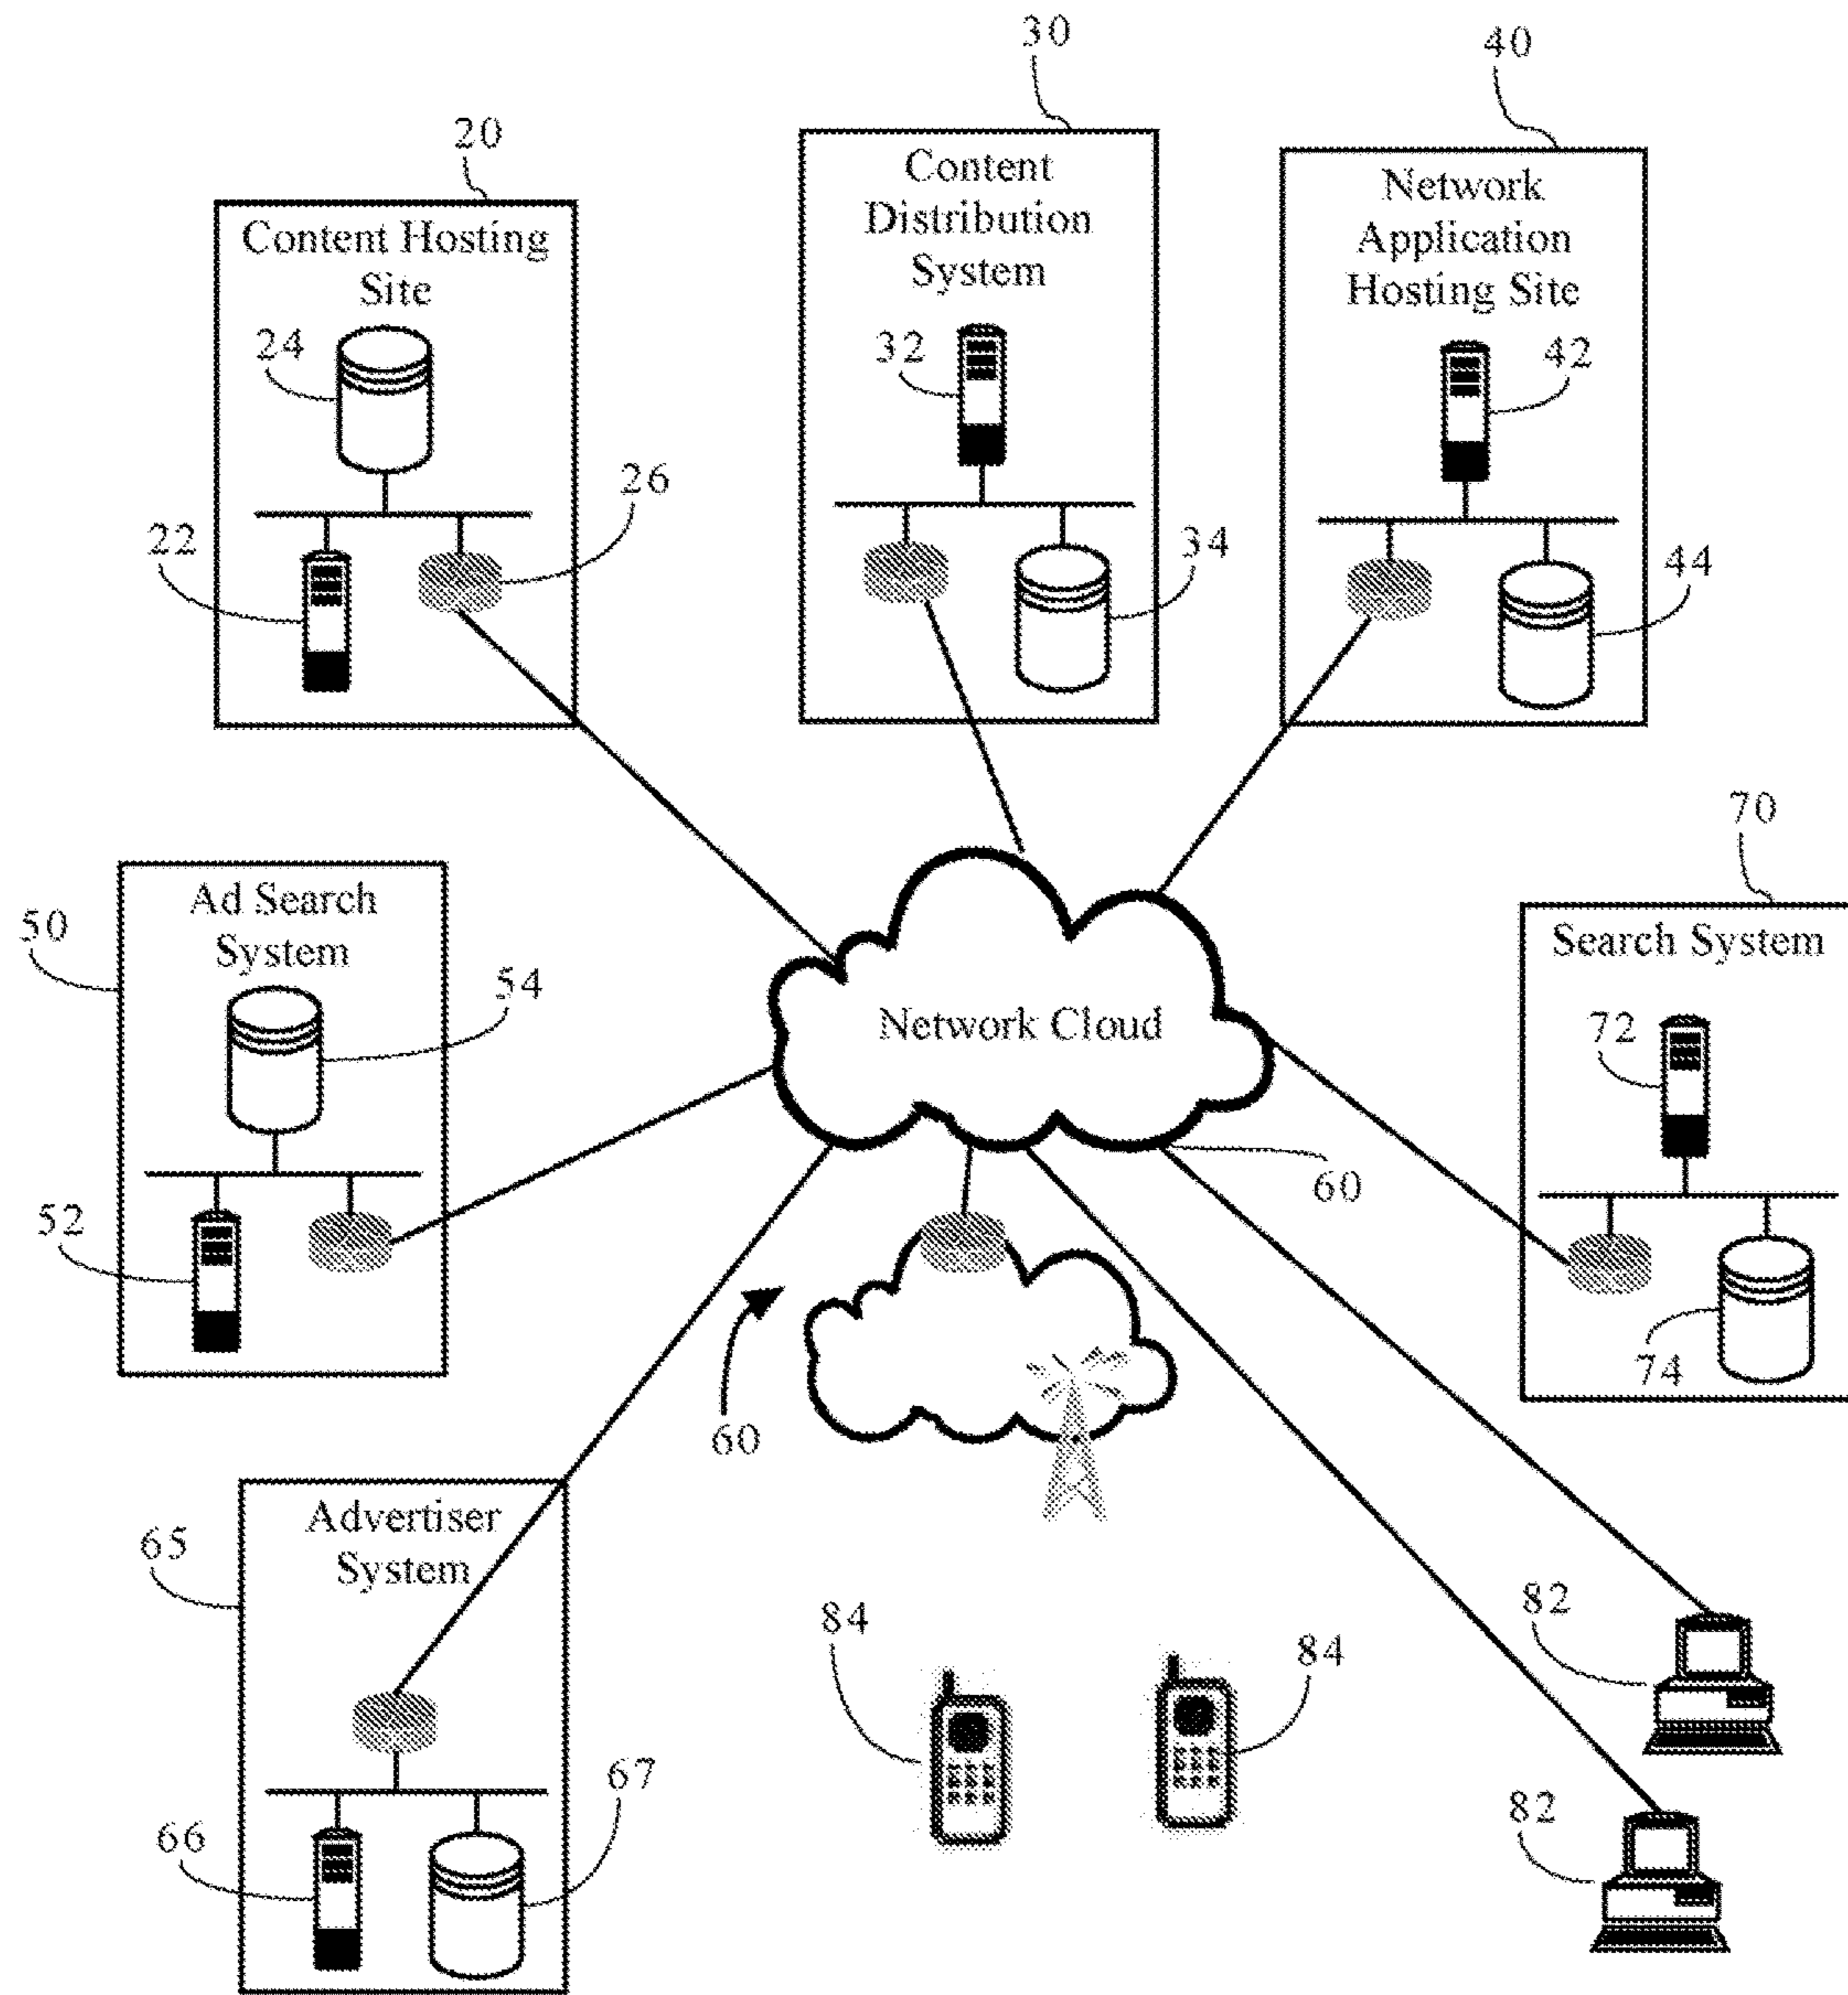 30
40
20
Content Hosting
Site
24
26
22
Content
Distribution
System
32
34
Network
Application
Hosting Site
42
44
70
Ad Search
System
50
54
52
Network Cloud
60
Search System
72
74
60
Advertiser
System
65
66
67
84
84
82
82